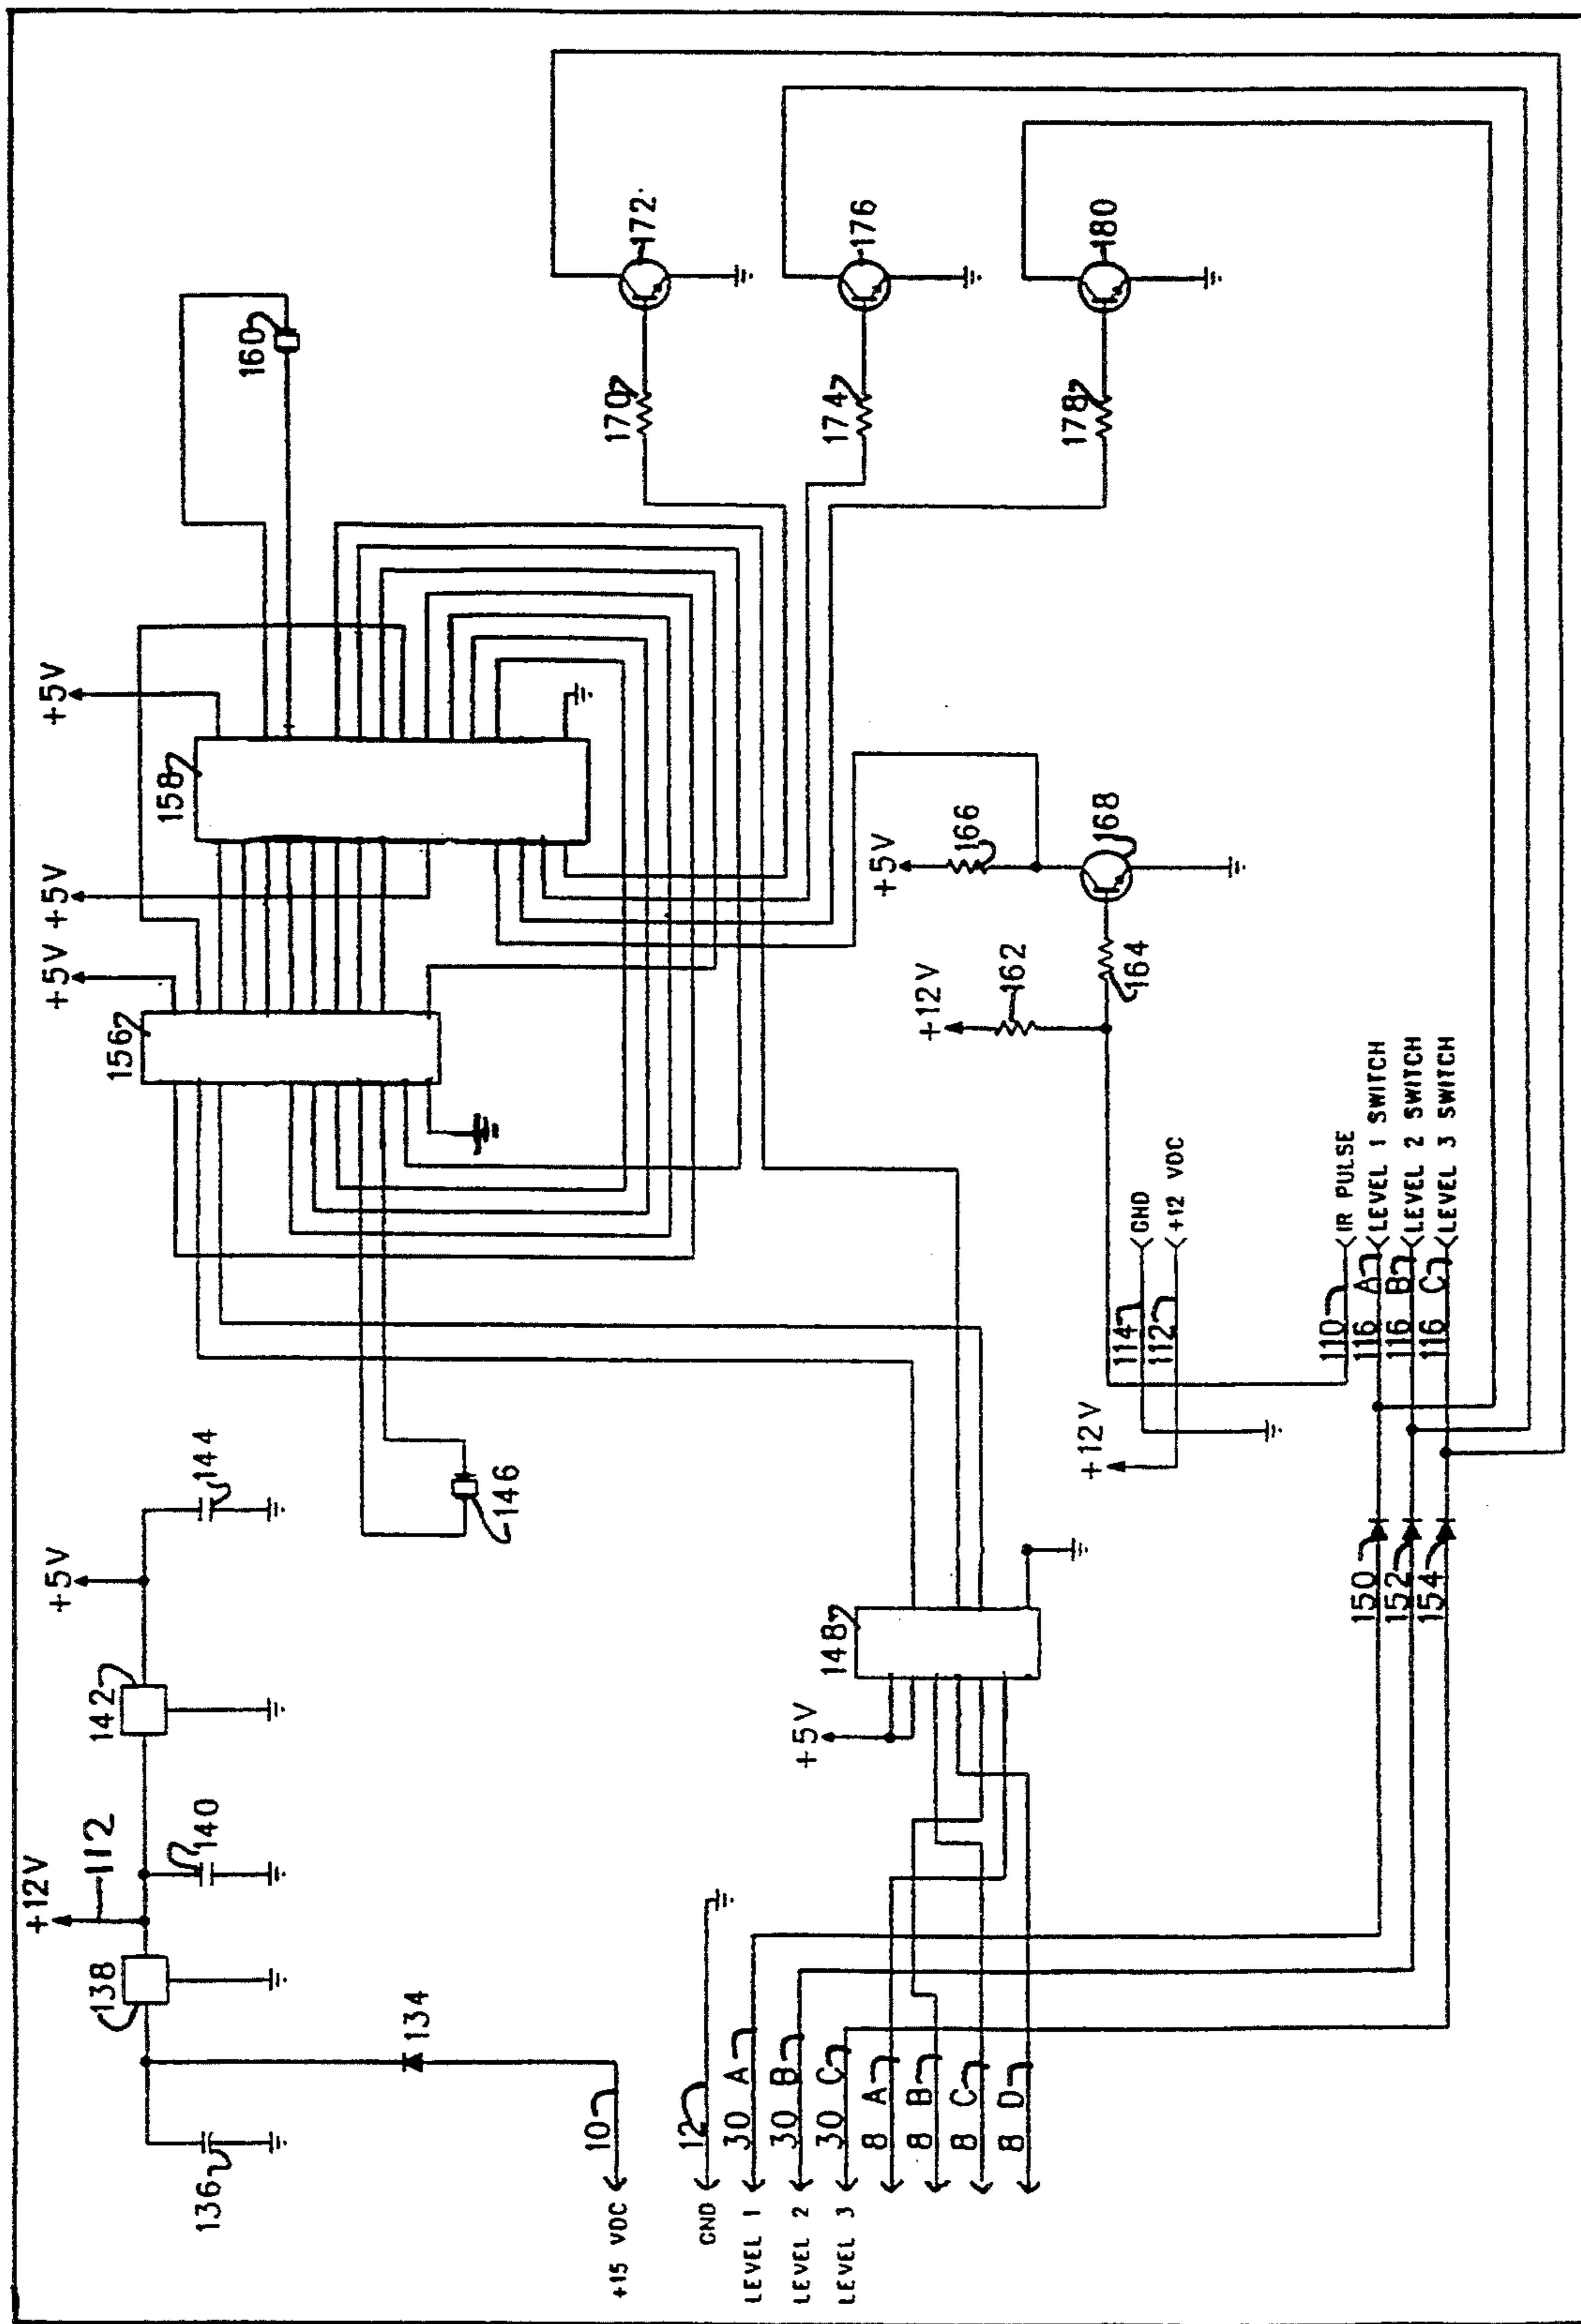 +12V
112
+5V
138
140
142
144
136
134
10
+15 VDC
146
156
+5V
+5V
158
+5V
160
12
GND
30 A
LEVEL 1
30 B
LEVEL 2
30 C
LEVEL 3
8 A
8 B
8 C
8 D
+5V
148
170
172
174
176
178
180
+12V
162
+5V
166
164
168
+12V
114
GND
112
+12 VDC
110
IR PULSE
150
116 A
LEVEL 1 SWITCH
152
116 B
LEVEL 2 SWITCH
154
116 C
LEVEL 3 SWITCH